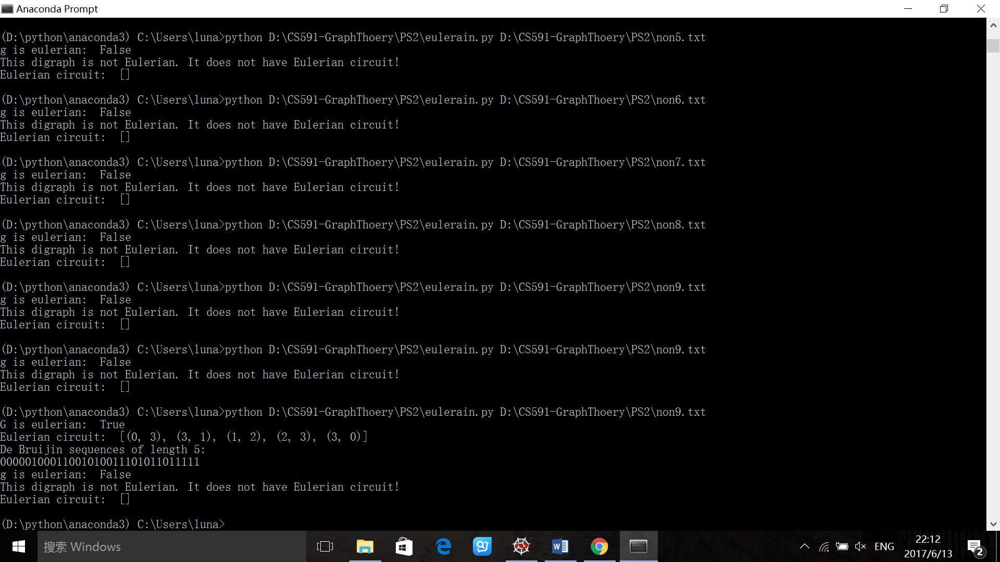 Anaconda Prompt
(D:\python\anaconda3) C:\Users\luna>python D:\CS591-GraphThoery\PS2\eulerain.py D:\CS591-GraphThoery\PS2\non5.txt
g is eulerian:  False
This digraph is not Eulerian. It does not have Eulerian circuit!
Eulerian circuit:  []
(D:\python\anaconda3) C:\Users\luna>python D:\CS591-GraphThoery\PS2\eulerain.py D:\CS591-GraphThoery\PS2\non6.txt
g is eulerian:  False
This digraph is not Eulerian. It does not have Eulerian circuit!
Eulerian circuit:  []
(D:\python\anaconda3) C:\Users\luna>python D:\CS591-GraphThoery\PS2\eulerain.py D:\CS591-GraphThoery\PS2\non7.txt
g is eulerian:  False
This digraph is not Eulerian. It does not have Eulerian circuit!
Eulerian circuit:  []
(D:\python\anaconda3) C:\Users\luna>python D:\CS591-GraphThoery\PS2\eulerain.py D:\CS591-GraphThoery\PS2\non8.txt
g is eulerian:  False
This digraph is not Eulerian. It does not have Eulerian circuit!
Eulerian circuit:  []
(D:\python\anaconda3) C:\Users\luna>python D:\CS591-GraphThoery\PS2\eulerain.py D:\CS591-GraphThoery\PS2\non9.txt
g is eulerian:  False
This digraph is not Eulerian. It does not have Eulerian circuit!
Eulerian circuit:  []
(D:\python\anaconda3) C:\Users\luna>python D:\CS591-GraphThoery\PS2\eulerain.py D:\CS591-GraphThoery\PS2\non9.txt
g is eulerian:  False
This digraph is not Eulerian. It does not have Eulerian circuit!
Eulerian circuit:  []
(D:\python\anaconda3) C:\Users\luna>python D:\CS591-GraphThoery\PS2\eulerain.py D:\CS591-GraphThoery\PS2\non9.txt
G is eulerian:  True
Eulerian circuit:  [(0, 3), (3, 1), (1, 2), (2, 3), (3, 0)]
De Bruijin sequences of length 5:
00000100011001010011101011011111
g is eulerian:  False
This digraph is not Eulerian. It does not have Eulerian circuit!
Eulerian circuit:  []
(D:\python\anaconda3) C:\Users\luna>
搜索 Windows
ENG
22:12
2017/6/13
2